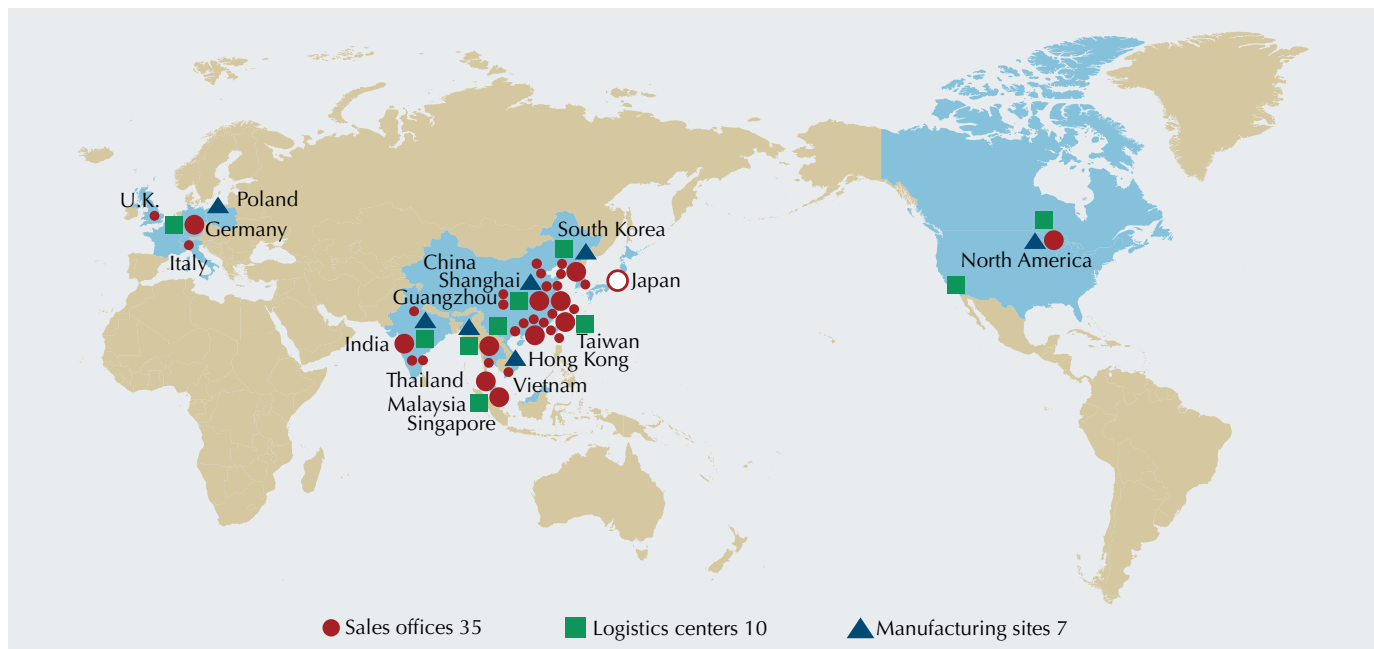 U.K.
Poland
Germany
Italy
South Korea
China
Shanghai
Japan
Guangzhou
India
Taiwan
Hong Kong
Thailand
Vietnam
Malaysia
Singapore
North America
Sales offices 35
Logistics centers 10
Manufacturing sites 7